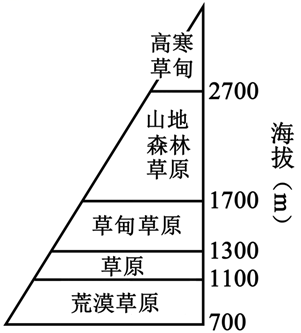 高寒
草甸
2700
山地
森林
草原
1700
草甸草原
1300
草原
1100
荒漠草原
700
海拔(m)